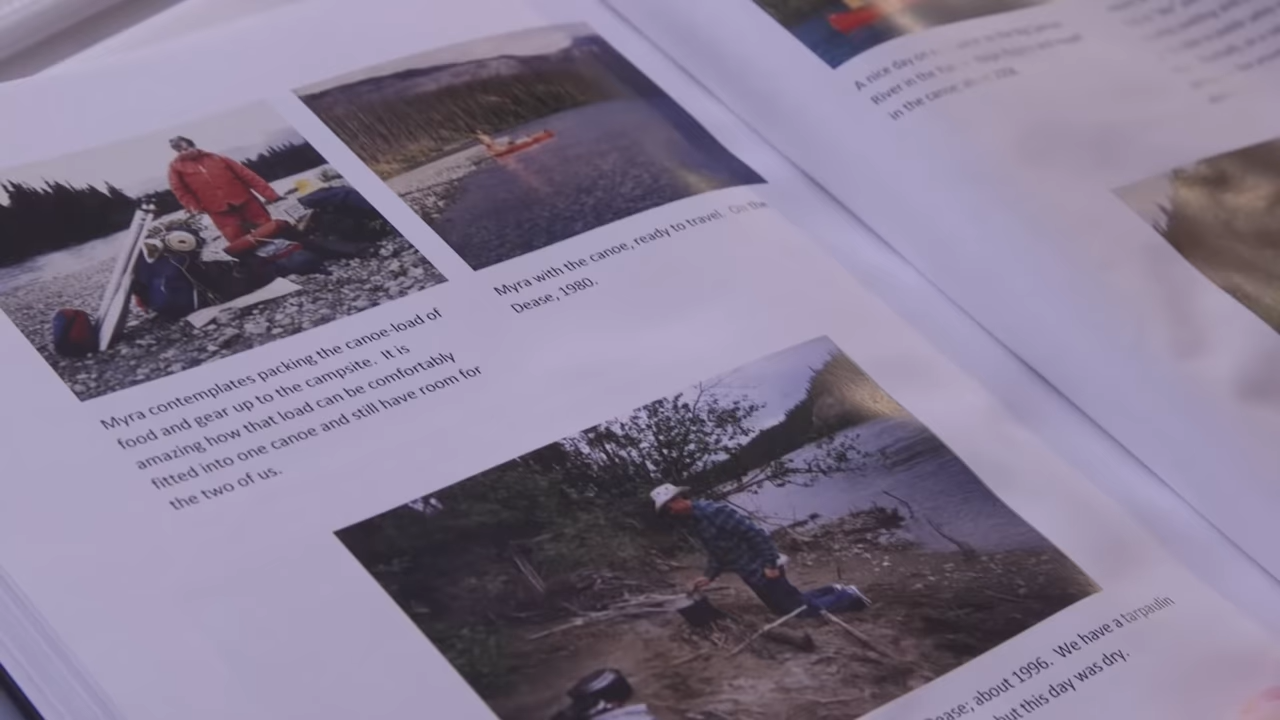 Myra contemplates packing the canoe-load of
food and gear up to the campsite. It is
amazing how that load can be comfortably
fitted into one canoe and still have room for
the two of us.
Myra with the canoe, ready to travel. On the
Dease, 1980.
Dease; about 1996. We have a tarpaulin
but this day was dry.
A nice day on
River in the
in the canoe